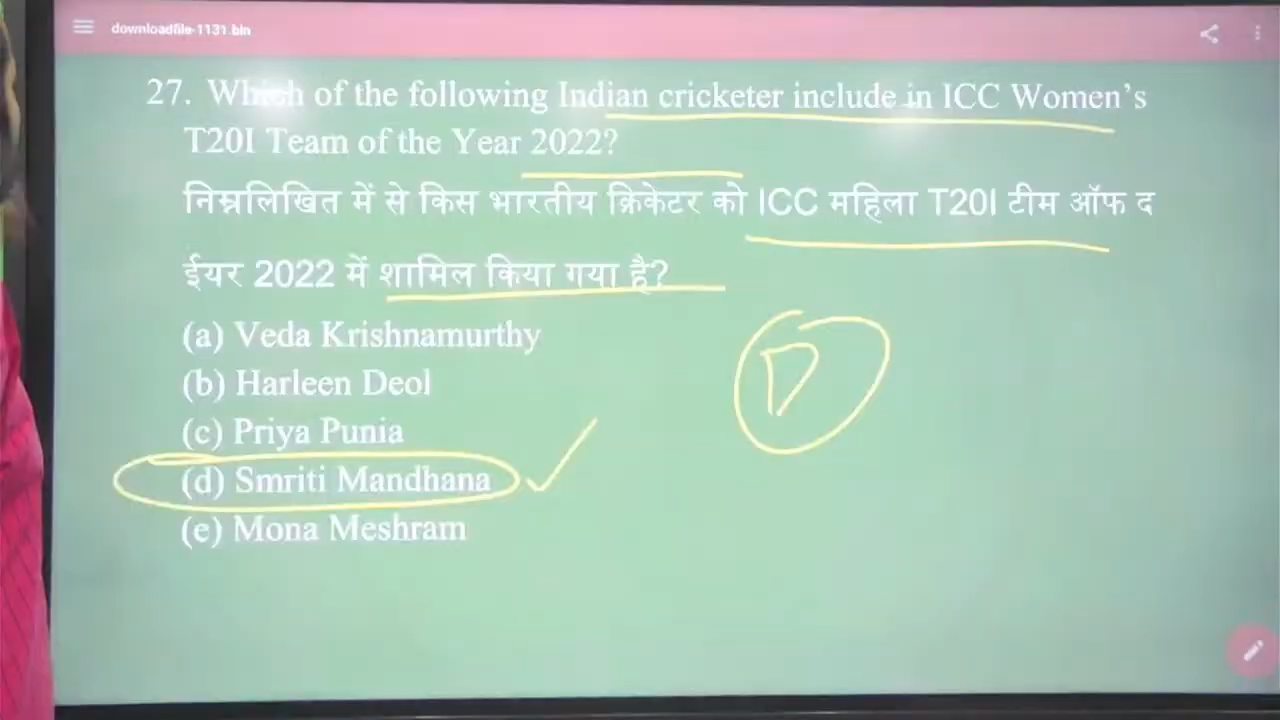 downloadfile-1131.bin
27. Which of the following Indian cricketer include in ICC Women's
T20I Team of the Year 2022?
निम्नलिखित में से किस भारतीय क्रिकेटर को ICC महिला T20I टीम ऑफ द
ईयर 2022 में शामिल किया गया है?
(a) Veda Krishnamurthy
(b) Harleen Deol
(c) Priya Punia
(d) Smriti Mandhana
(e) Mona Meshram
D